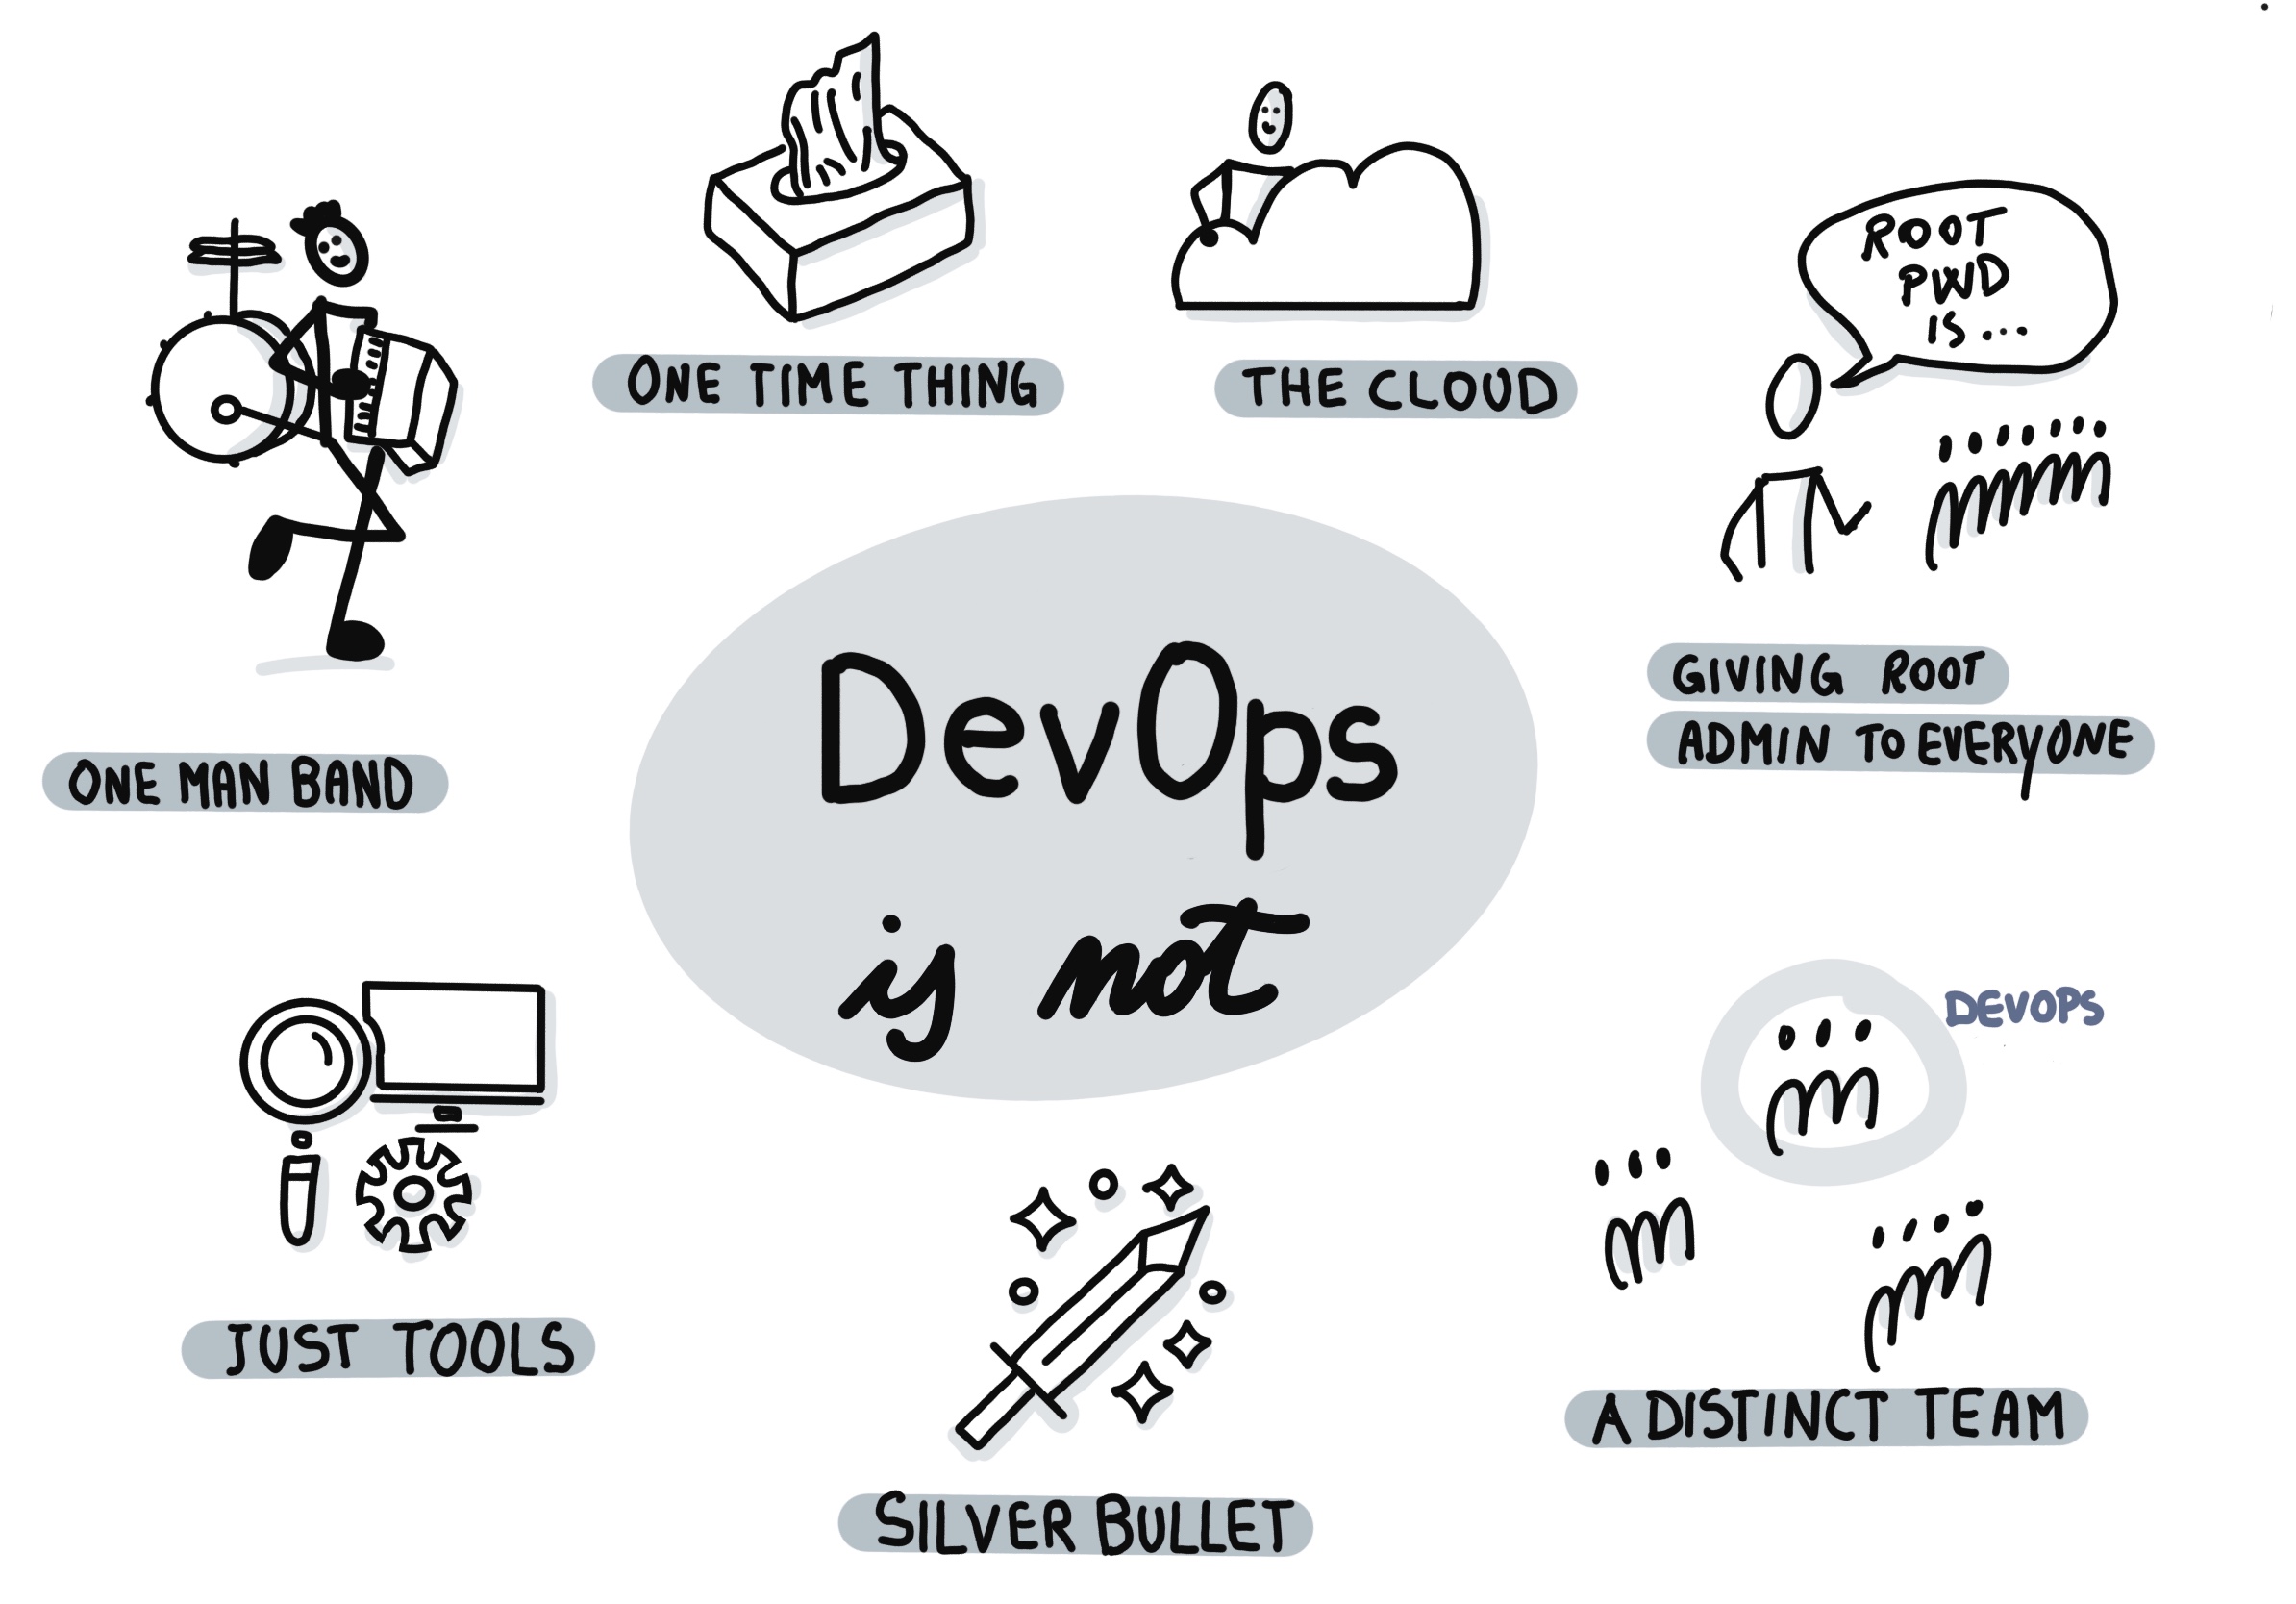 ONE TIME THING
THE CLOUD
ROOT
PWD
IS ...
GIVING ROOT
ADMIN TO EVERYONE
ONE MAN BAND
DevOps
is not
DEVOPS
JUST TOOLS
A DISTINCT TEAM
SILVER BULLET